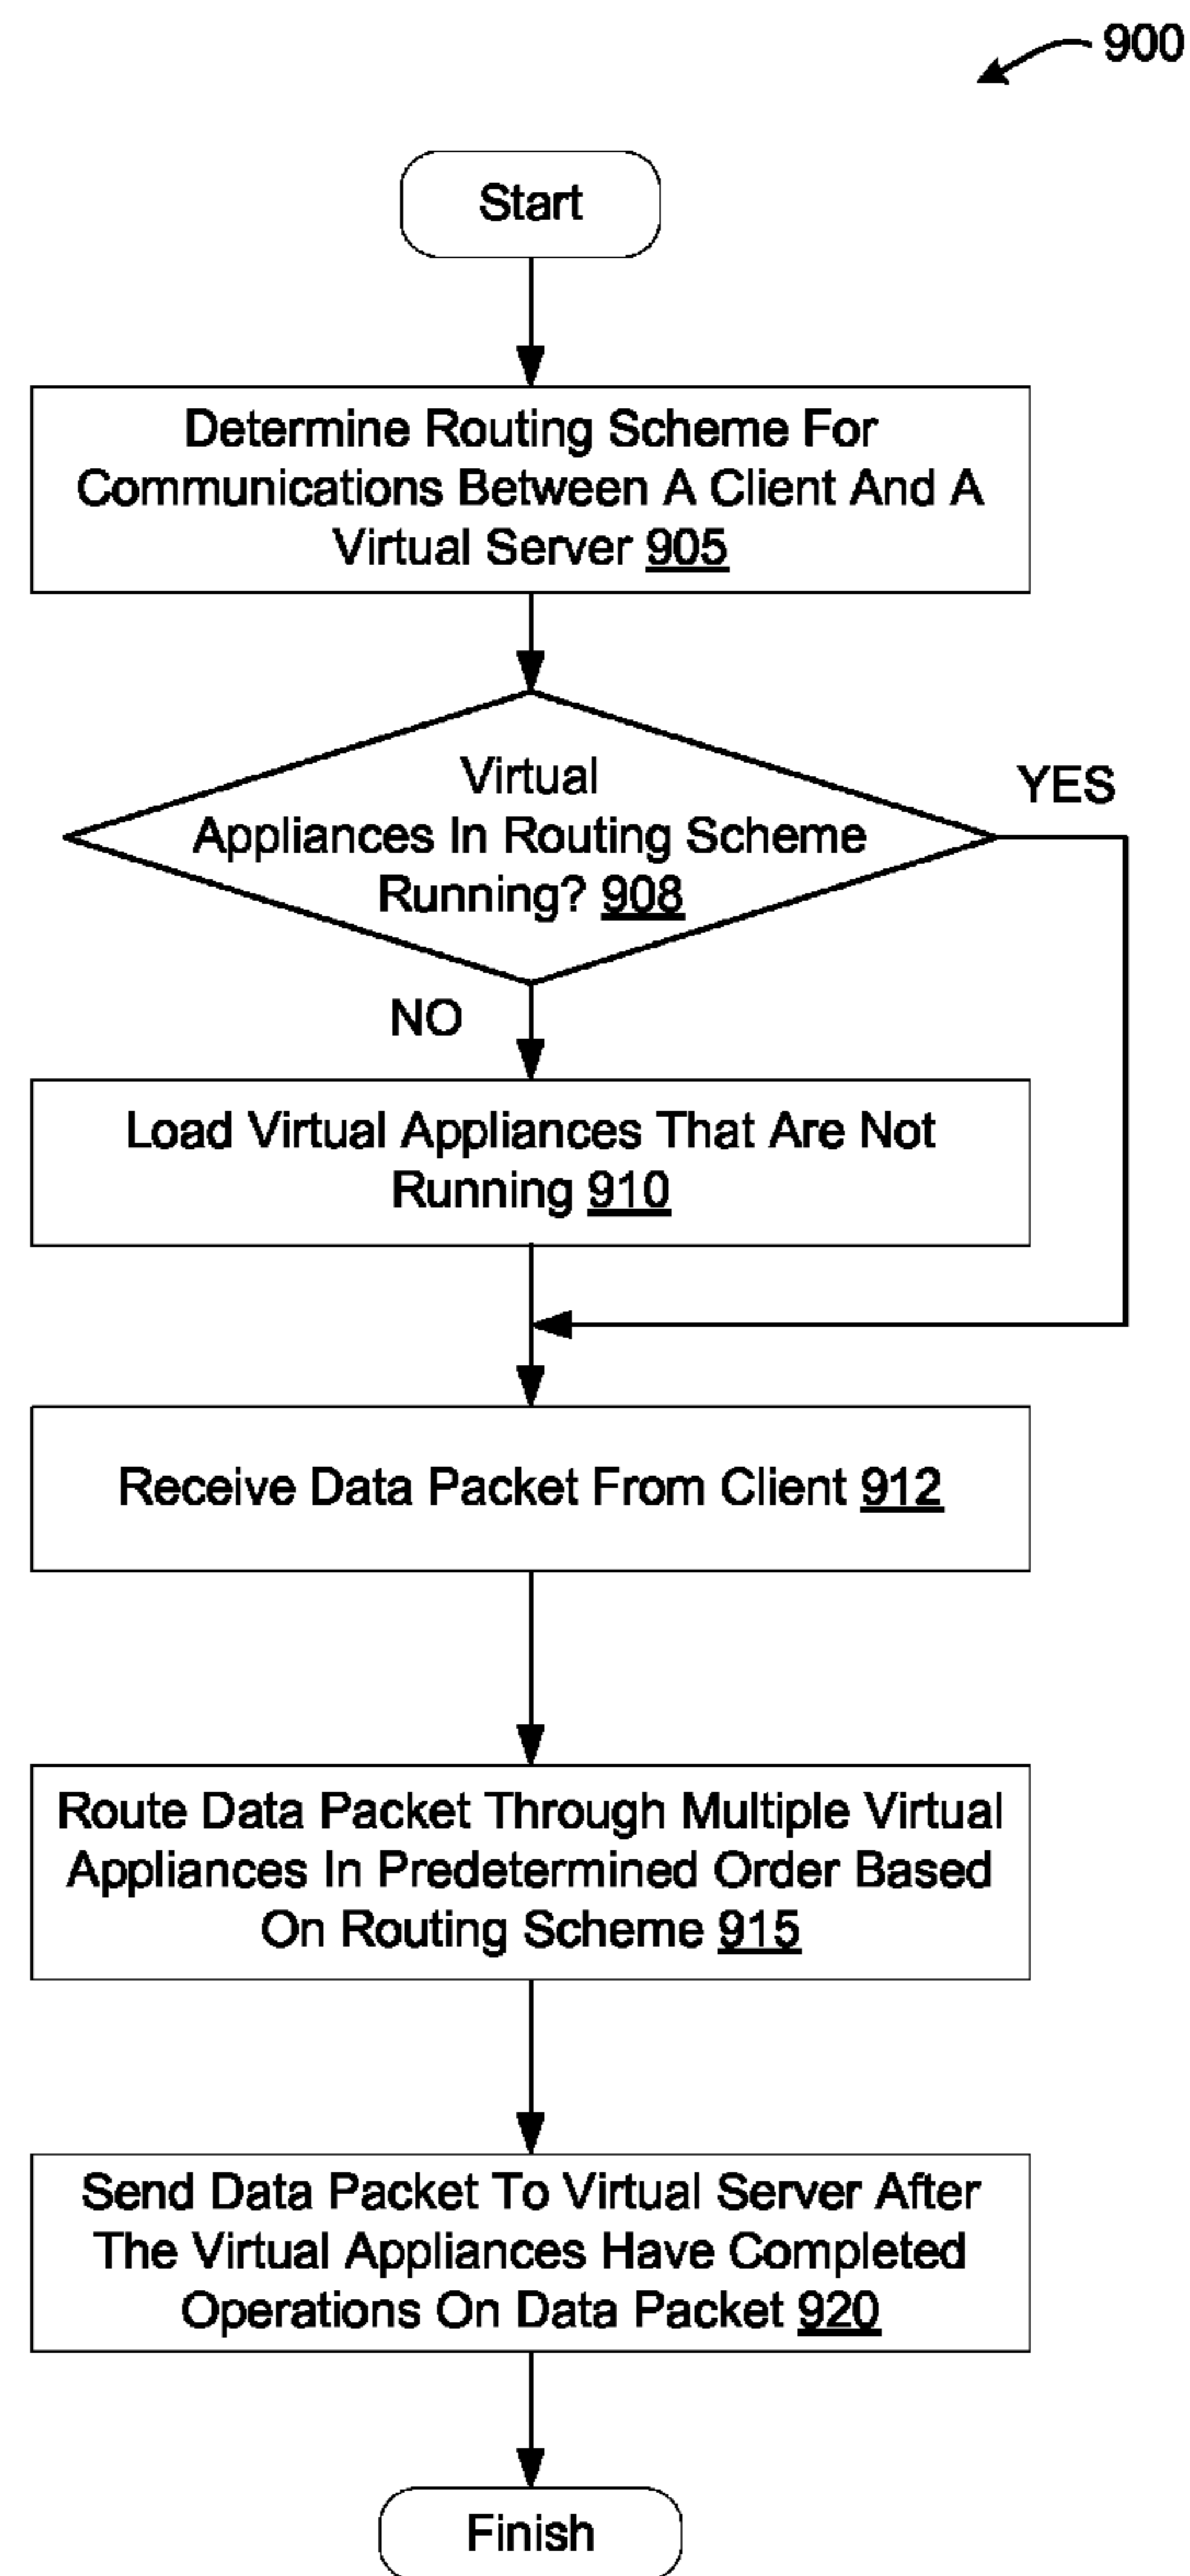 900
Start
Determine Routing Scheme For
Communications Between A Client And A
Virtual Server 905
Virtual
Appliances In Routing Scheme
Running? 908
YES
NO
Load Virtual Appliances That Are Not
Running 910
Receive Data Packet From Client 912
Route Data Packet Through Multiple Virtual
Appliances In Predetermined Order Based
On Routing Scheme 915
Send Data Packet To Virtual Server After
The Virtual Appliances Have Completed
Operations On Data Packet 920
Finish